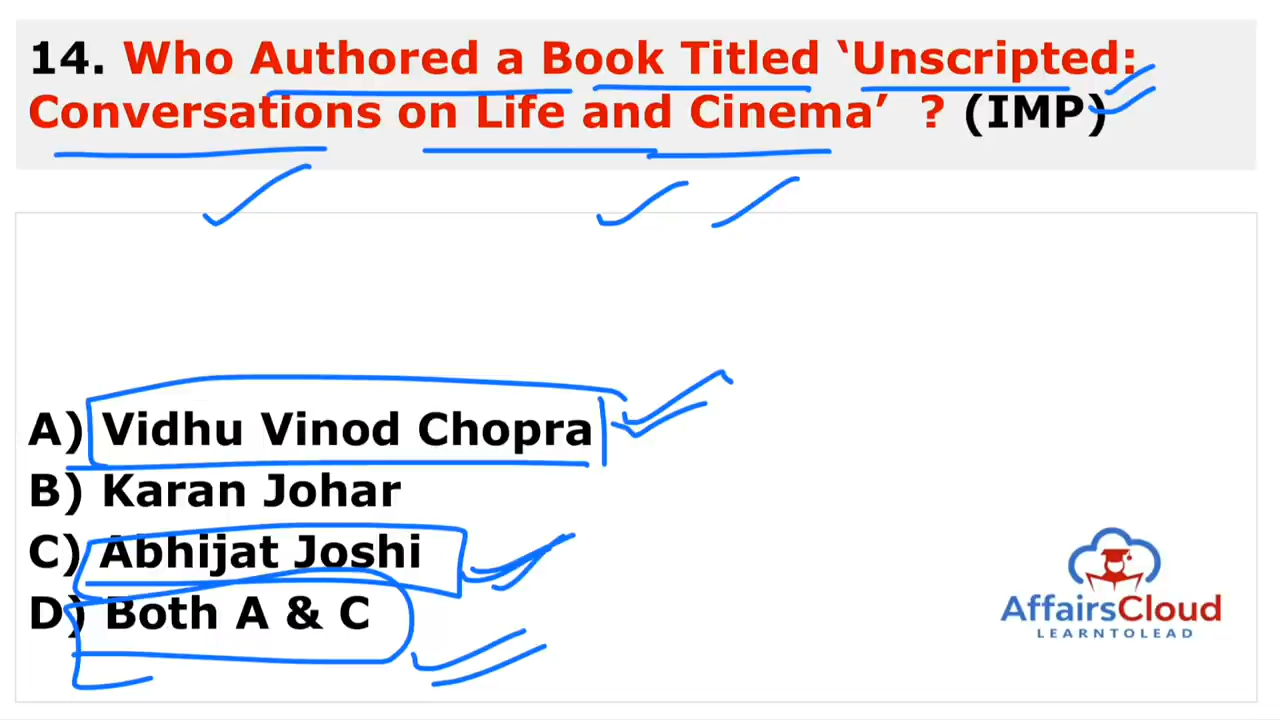 14. Who Authored a Book Titled ‘Unscripted:
Conversations on Life and Cinema’ ? (IMP)
A) Vidhu Vinod Chopra
B) Karan Johar
C) Abhijat Joshi
D) Both A & C
AffairsCloud
LEARNTOLEAD